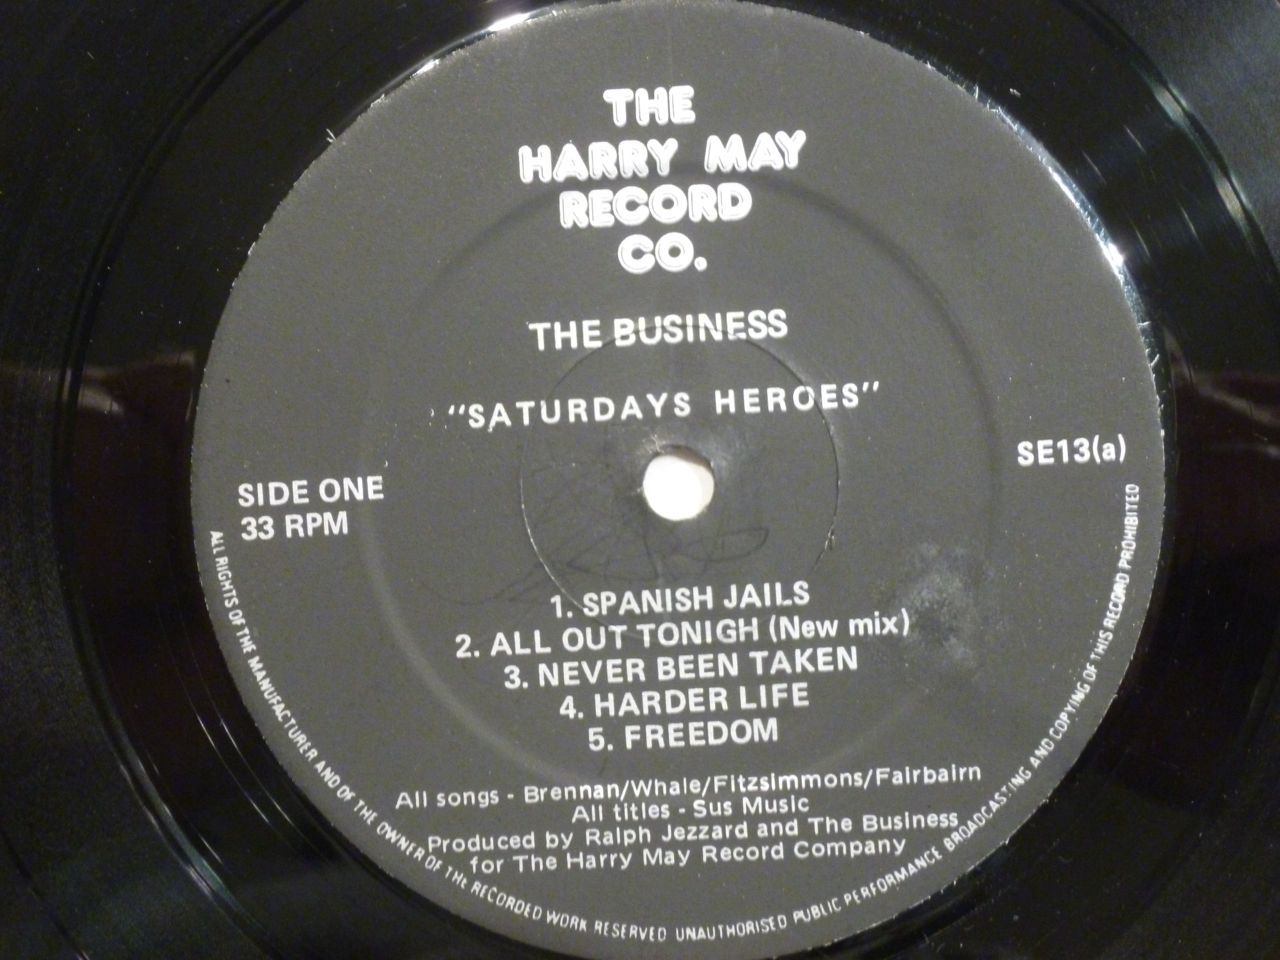 THE
HARRY MAY
RECORD
CO.
THE BUSINESS
"SATURDAYS HEROES"
SE13(a)
SIDE ONE
33 RPM
1. SPANISH JAILS
2. ALL OUT TONIGH (New mix)
3. NEVER BEEN TAKEN
4. HARDER LIFE
5. FREEDOM
All songs - Brennan/Whale/Fitzsimmons/Fairbairn
All titles - Sus Music
Produced by Ralph Jezzard and The Business
for The Harry May Record Company
ALL RIGHTS OF THE MANUFACTURER AND OF THE OWNER OF THE RECORDED WORK RESERVED UNAUTHORISED PUBLIC PERFORMANCE BROADCASTING AND COPYING OF THIS RECORD PROHIBITED